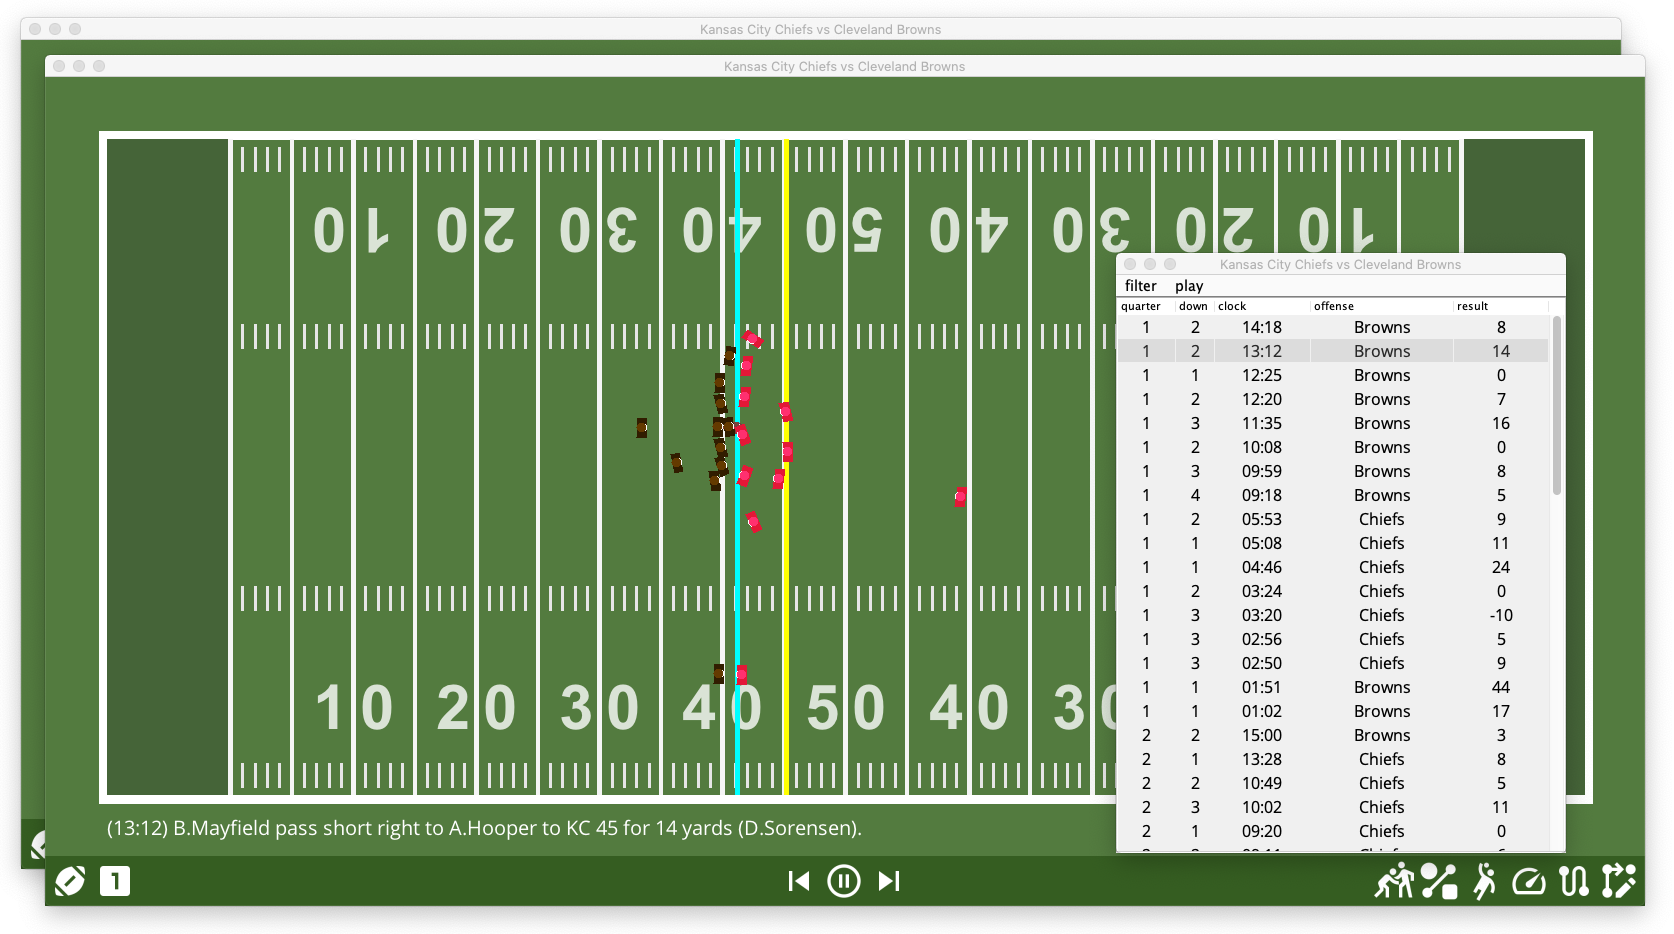 Kansas City Chiefs vs Cleveland Browns
Kansas City Chiefs vs Cleveland Browns
10 20 30 40 50 40 30 20 10
Kansas City Chiefs vs Cleveland Browns
filter play
quarter down clock offense result
1 2 14:18 Browns 8
1 2 13:12 Browns 14
1 1 12:25 Browns 0
1 2 12:20 Browns 7
1 3 11:35 Browns 16
1 2 10:08 Browns 0
1 3 09:59 Browns 8
1 4 09:18 Browns 5
1 2 05:53 Chiefs 9
1 1 05:08 Chiefs 11
1 1 04:46 Chiefs 24
1 2 03:24 Chiefs 0
1 3 03:20 Chiefs -10
1 3 02:56 Chiefs 5
1 3 02:50 Chiefs 9
1 1 01:51 Browns 44
1 1 01:02 Browns 17
2 2 15:00 Browns 3
2 1 13:28 Chiefs 8
2 2 10:49 Chiefs 5
2 3 10:02 Chiefs 11
2 1 09:20 Chiefs 0
10 20 30 40 50 40 30
(13:12) B.Mayfield pass short right to A.Hooper to KC 45 for 14 yards (D.Sorensen).
1